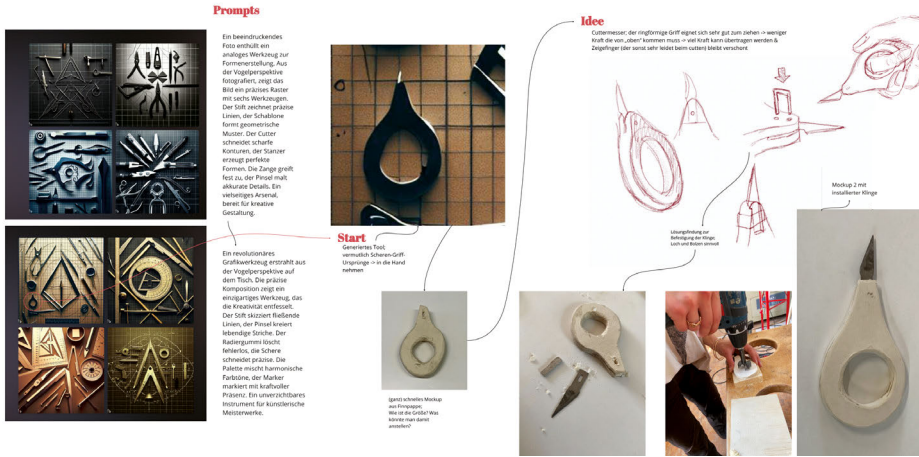 Prompts
Ein beeindruckendes
Foto enthüllt ein
analoges Werkzeug zur
Formenerstellung. Aus
der Vogelperspektive
fotografiert, zeigt das
Bild ein präzises Raster
mit sechs Werkzeugen.
Der Stift zeichnet präzise
Linien, der Schablone
formt geometrische
Muster. Der Cutter
schneidet scharfe
Konturen, der Stanzer
erzeugt perfekte
Formen. Die Zange greift
fest zu, der Pinsel malt
akkurate Details. Ein
vielseitiges Arsenal,
bereit für kreative
Gestaltung.
Ein revolutionäres
Grafikwerkzeug erstrahlt aus
der Vogelperspektive auf
dem Tisch. Die präzise
Komposition zeigt ein
einzigartiges Werkzeug, das
die Kreativität entfesselt.
Der Stift skizziert fließende
Linien, der Pinsel kreiert
lebendige Striche. Der
Radiergummi löscht
fehlerlos, die Schere
schneidet präzise. Die
Palette mischt harmonische
Farbtöne, der Marker
markiert mit kraftvoller
Präsenz. Ein unverzichtbares
Instrument für künstlerische
Meisterwerke.
Start
Generiertes Tool;
vermutlich Scheren-Griff-
Ursprünge -> in die Hand
nehmen
(ganz) schnelles Mockup
aus Finnpappe;
Wie ist die Größe? Was
könnte man damit
anstellen?
Idee
Cuttermesser; der ringförmige Griff eignet sich sehr gut zum ziehen -> weniger
Kraft die von „oben“ kommen muss -> viel Kraft kann übertragen werden &
Zeigefinger (der sonst sehr leidet beim cutten) bleibt verschont
Lösungsfindung zur
Befestigung der Klinge;
Loch und Bolzen sinnvoll
Mockup 2 mit
installierter Klinge